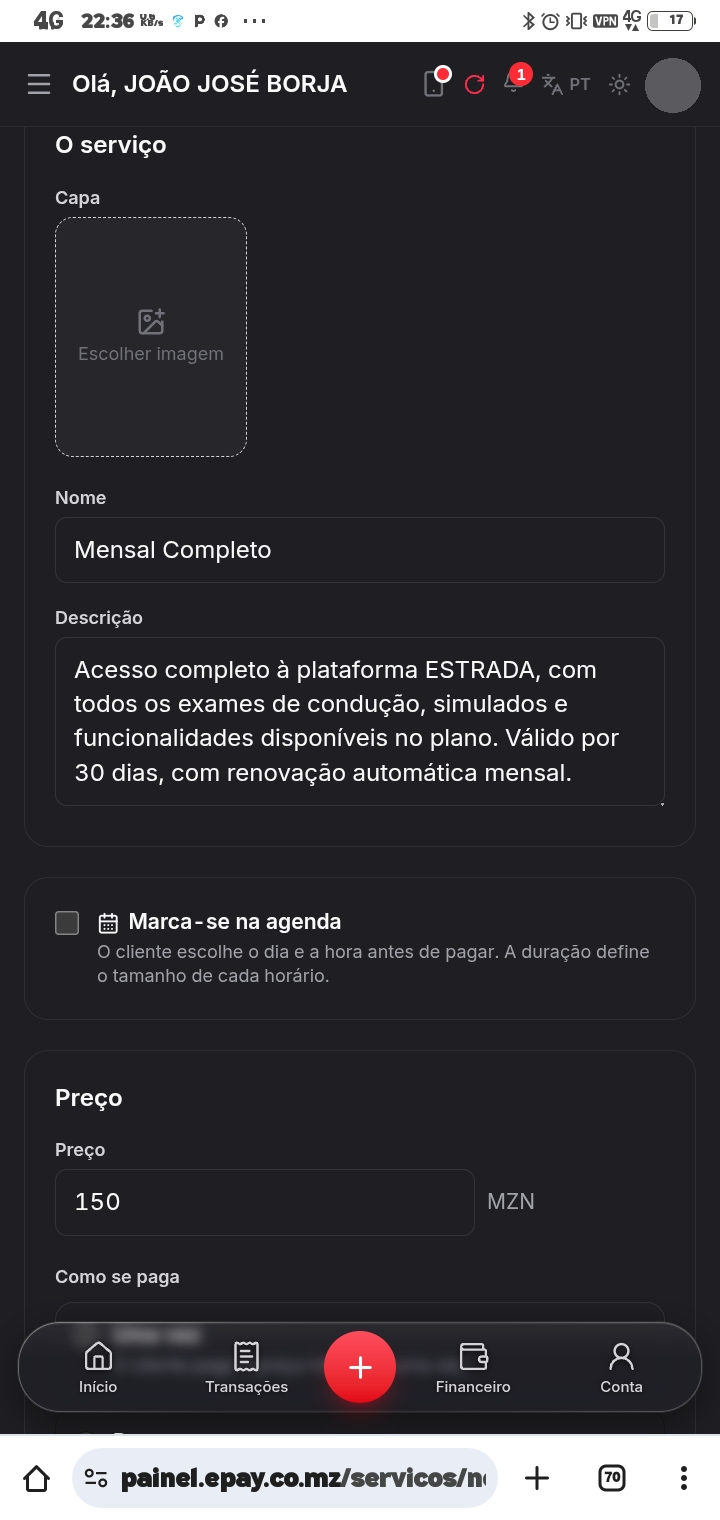 4G 22:36 KB/s P VPN 4G 17
Olá, JOÃO JOSÉ BORJA 1 PT
O serviço
Capa
Escolher imagem
Nome
Mensal Completo
Descrição
Acesso completo à plataforma ESTRADA, com
todos os exames de condução, simulados e
funcionalidades disponíveis no plano. Válido por
30 dias, com renovação automática mensal.
Marca-se na agenda
O cliente escolhe o dia e a hora antes de pagar. A duração define
o tamanho de cada horário.
Preço
Preço
150 MZN
Como se paga
Início Transações Financeiro Conta
painel.epay.co.mz/servicos/n
70